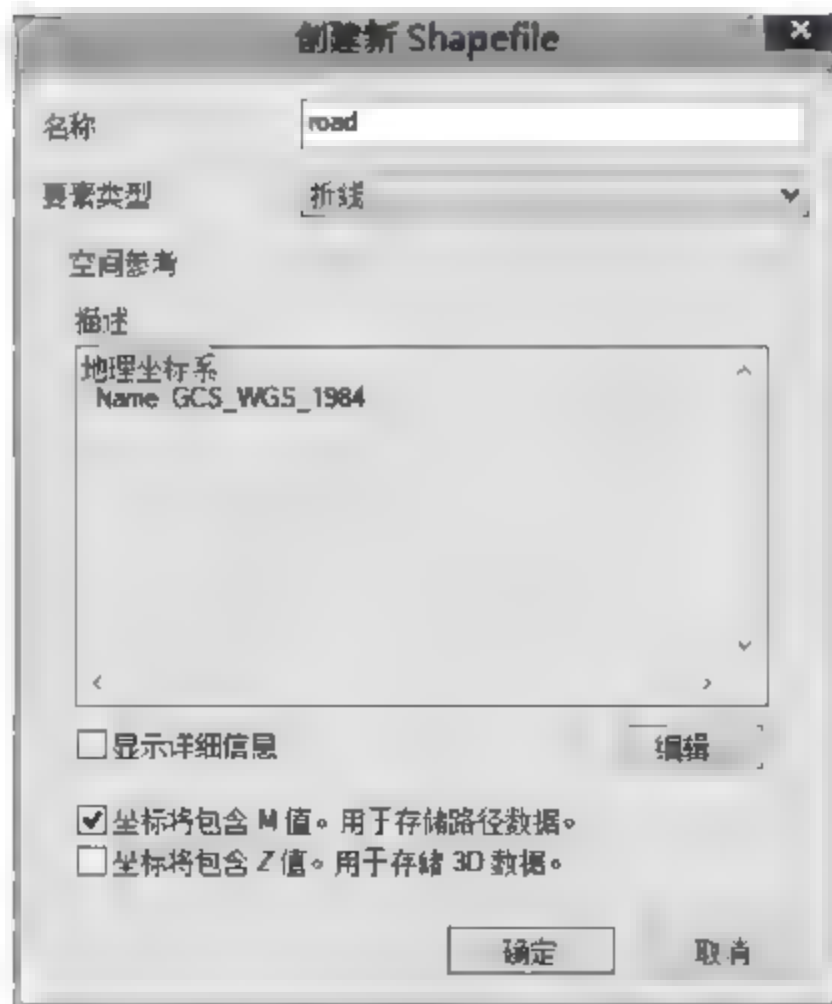 创建新 Shapefile
名称
road
要素类型
折线
空间参考
描述
地理坐标系
Name GCS_WGS_1984
显示详细信息
编辑
坐标将包含 M 值。用于存储路径数据。
坐标将包含 Z 值。用于存储 3D 数据。
确定
取消